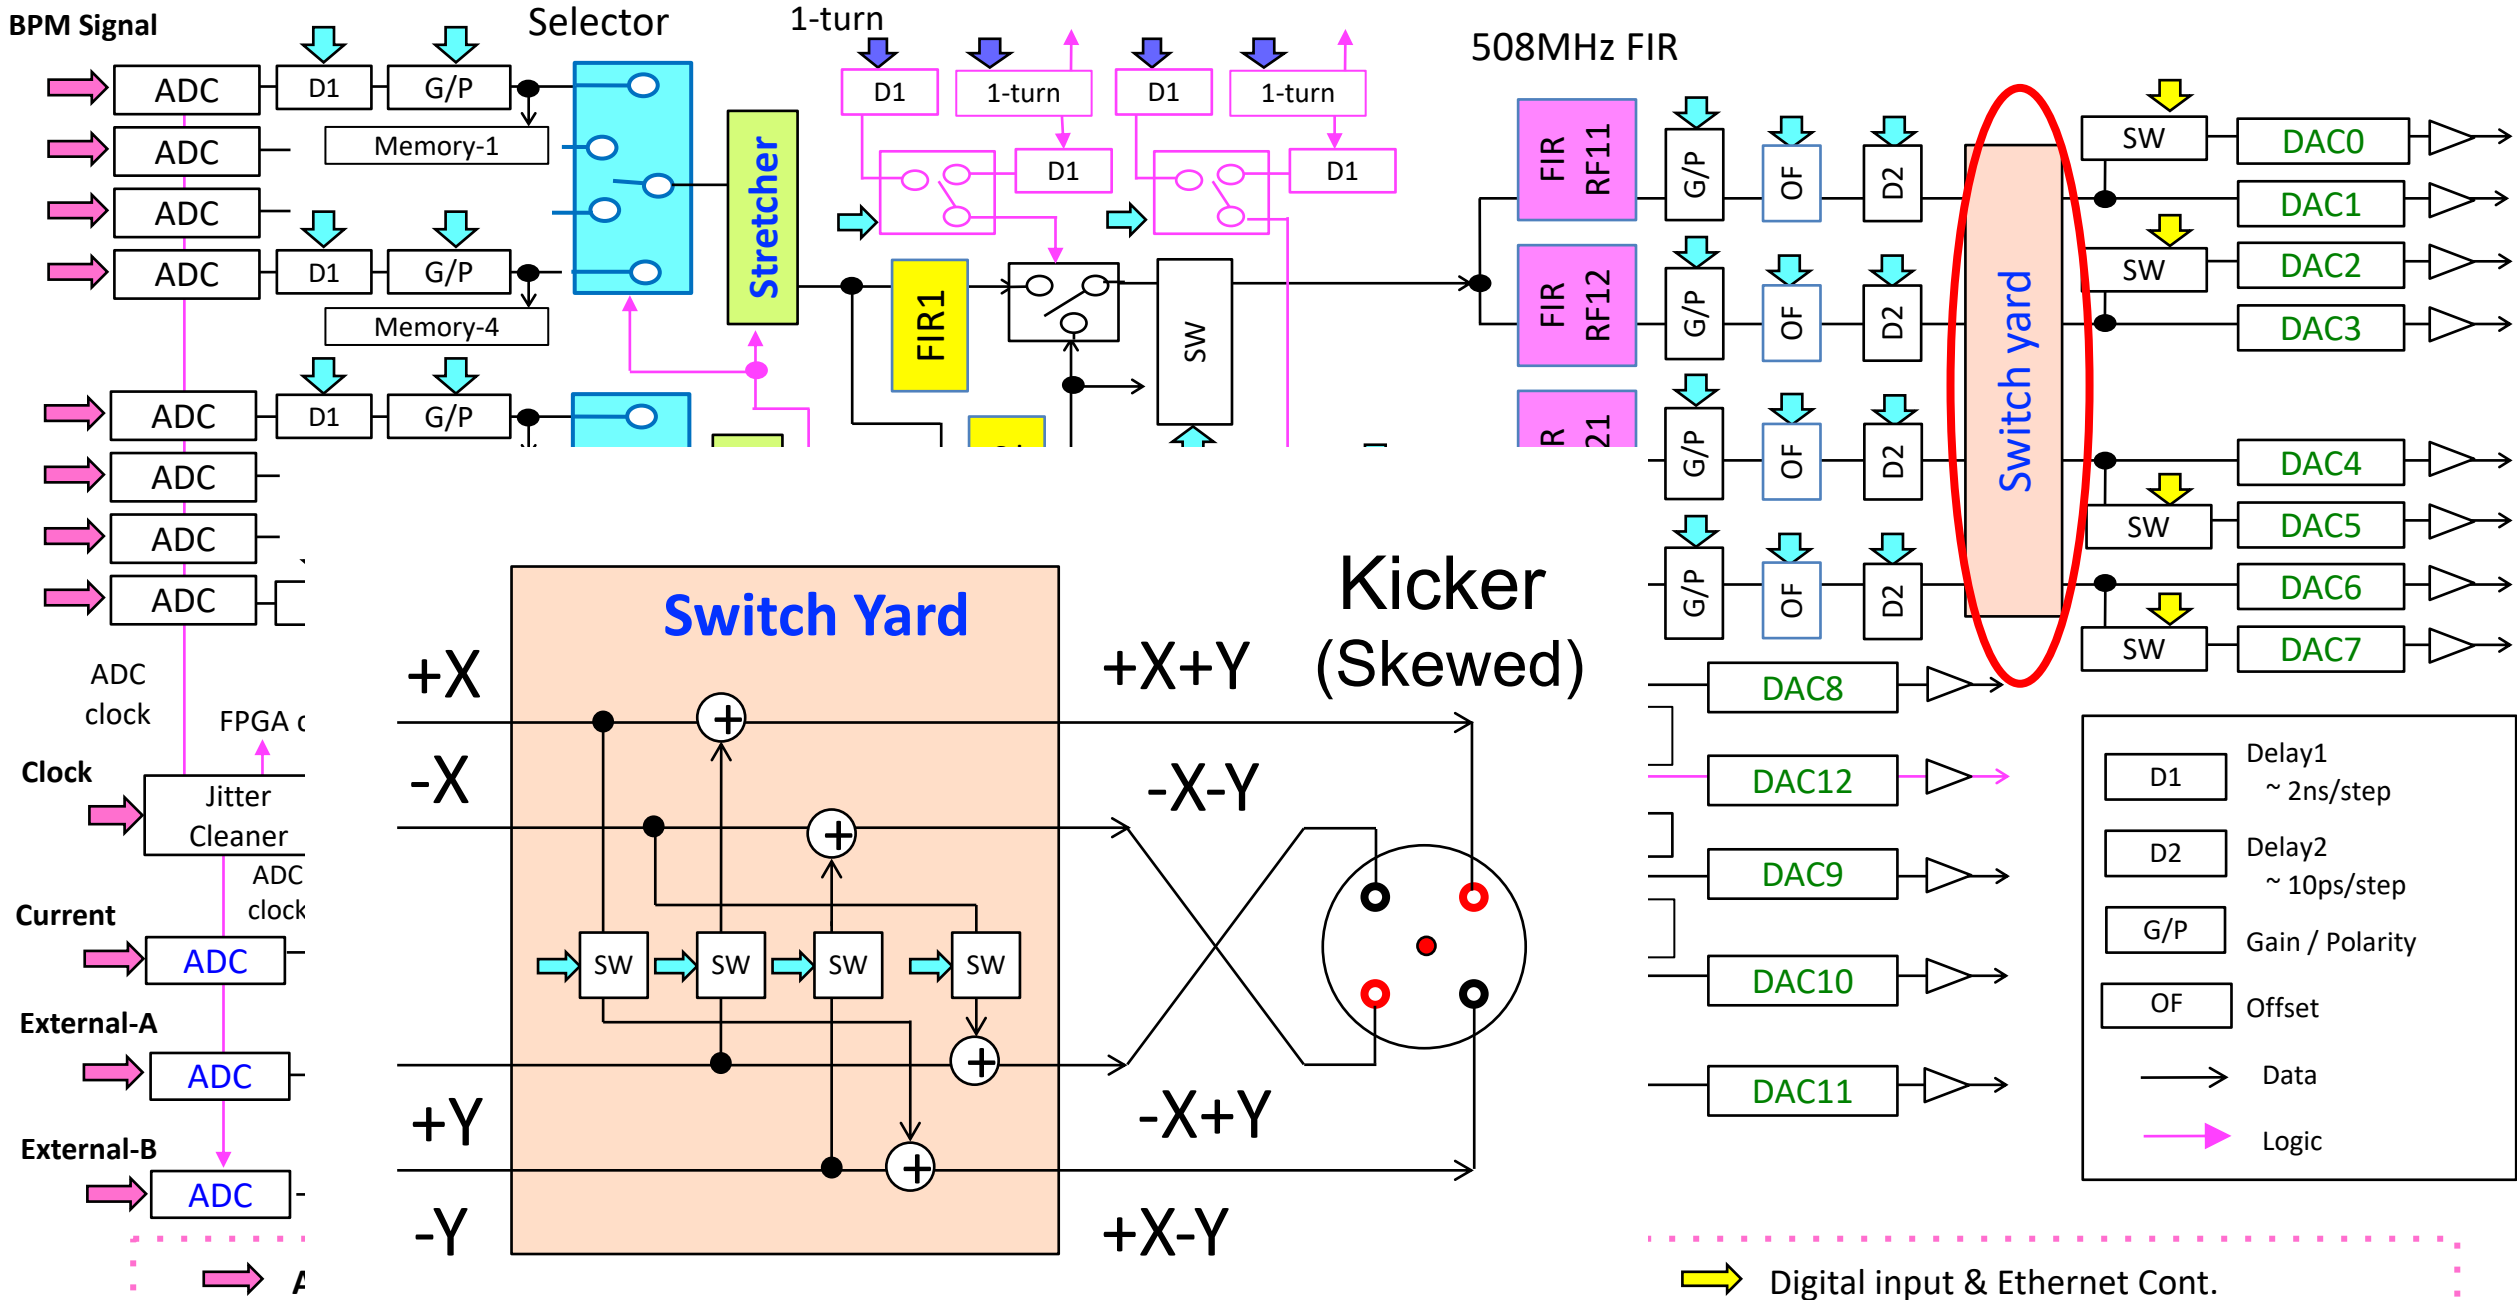 BPM Signal
Selector
1-turn
508MHz FIR
ADC
D1
G/P
Memory-1
ADC
ADC
ADC
D1
G/P
Memory-4
ADC
D1
G/P
ADC
ADC
ADC
Stretcher
D1
1-turn
D1
D1
1-turn
D1
FIR1
SW
FIR
RF11
FIR
RF12
R
21
G/P
OF
D2
G/P
OF
D2
G/P
OF
D2
G/P
OF
D2
Switch yard
SW
DAC0
DAC1
SW
DAC2
DAC3
DAC4
SW
DAC5
DAC6
SW
DAC7
DAC8
DAC12
DAC9
DAC10
DAC11
ADC
clock
FPGA c
Clock
Jitter
Cleaner
ADC
clock
Current
ADC
External-A
ADC
External-B
ADC
A
Switch Yard
+X
-X
+Y
-Y
SW
SW
SW
SW
+
+
+
+
+X+Y
-X-Y
-X+Y
+X-Y
Kicker
(Skewed)
D1
Delay1
~ 2ns/step
D2
Delay2
~ 10ps/step
G/P
Gain / Polarity
OF
Offset
Data
Logic
Digital input & Ethernet Cont.